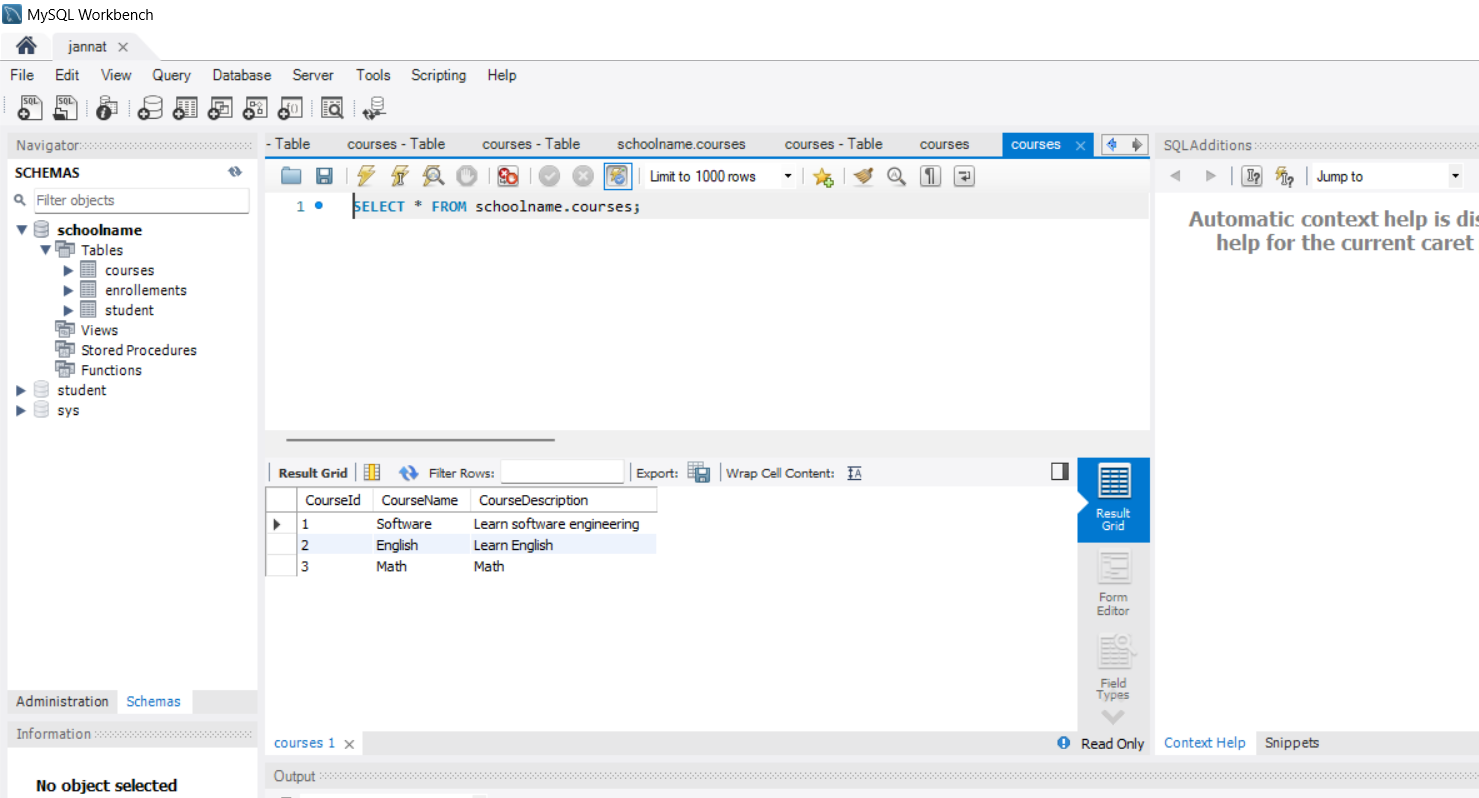 MySQL Workbench
jannat
File Edit View Query Database Server Tools Scripting Help
Navigator
SCHEMAS
Filter objects
schoolname
Tables
courses
enrollements
student
Views
Stored Procedures
Functions
student
sys
Administration Schemas
Information
No object selected
- Table courses - Table courses - Table schoolname.courses courses - Table courses courses
Limit to 1000 rows
1 SELECT * FROM schoolname.courses;
Result Grid Filter Rows: Export: Wrap Cell Content:
CourseId CourseName CourseDescription
1 Software Learn software engineering
2 English Learn English
3 Math Math
Result
Grid
Form
Editor
Field
Types
courses 1 Read Only
Output
SQLAdditions
Jump to
Automatic context help is dis
help for the current caret
Context Help Snippets